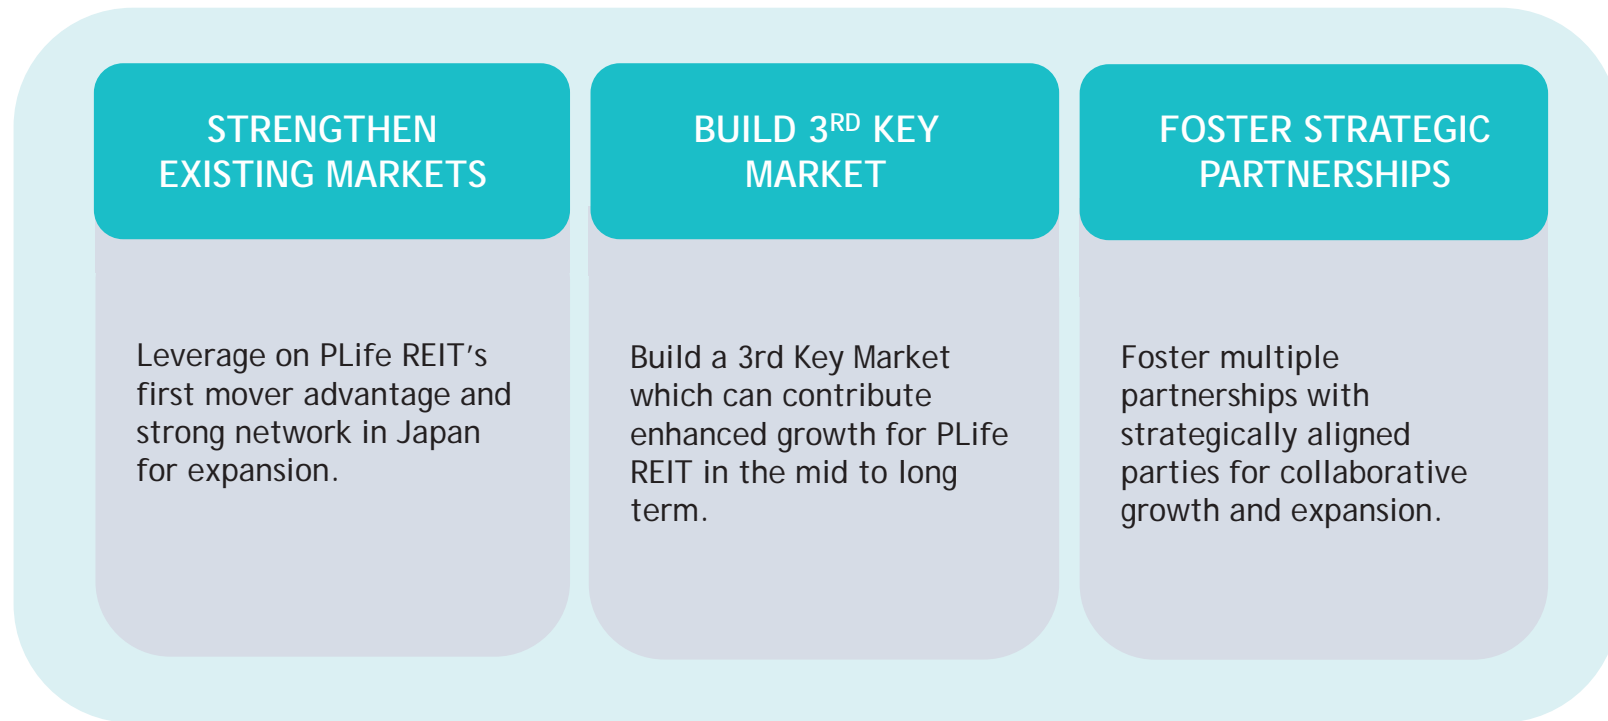 STRENGTHEN
EXISTING MARKETS
Leverage on PLife REIT's
first mover advantage and
strong network in Japan
for expansion.
BUILD 3RD KEY
MARKET
Build a 3rd Key Market
which can contribute
enhanced growth for PLife
REIT in the mid to long
term.
FOSTER STRATEGIC
PARTNERSHIPS
Foster multiple
partnerships with
strategically aligned
parties for collaborative
growth and expansion.